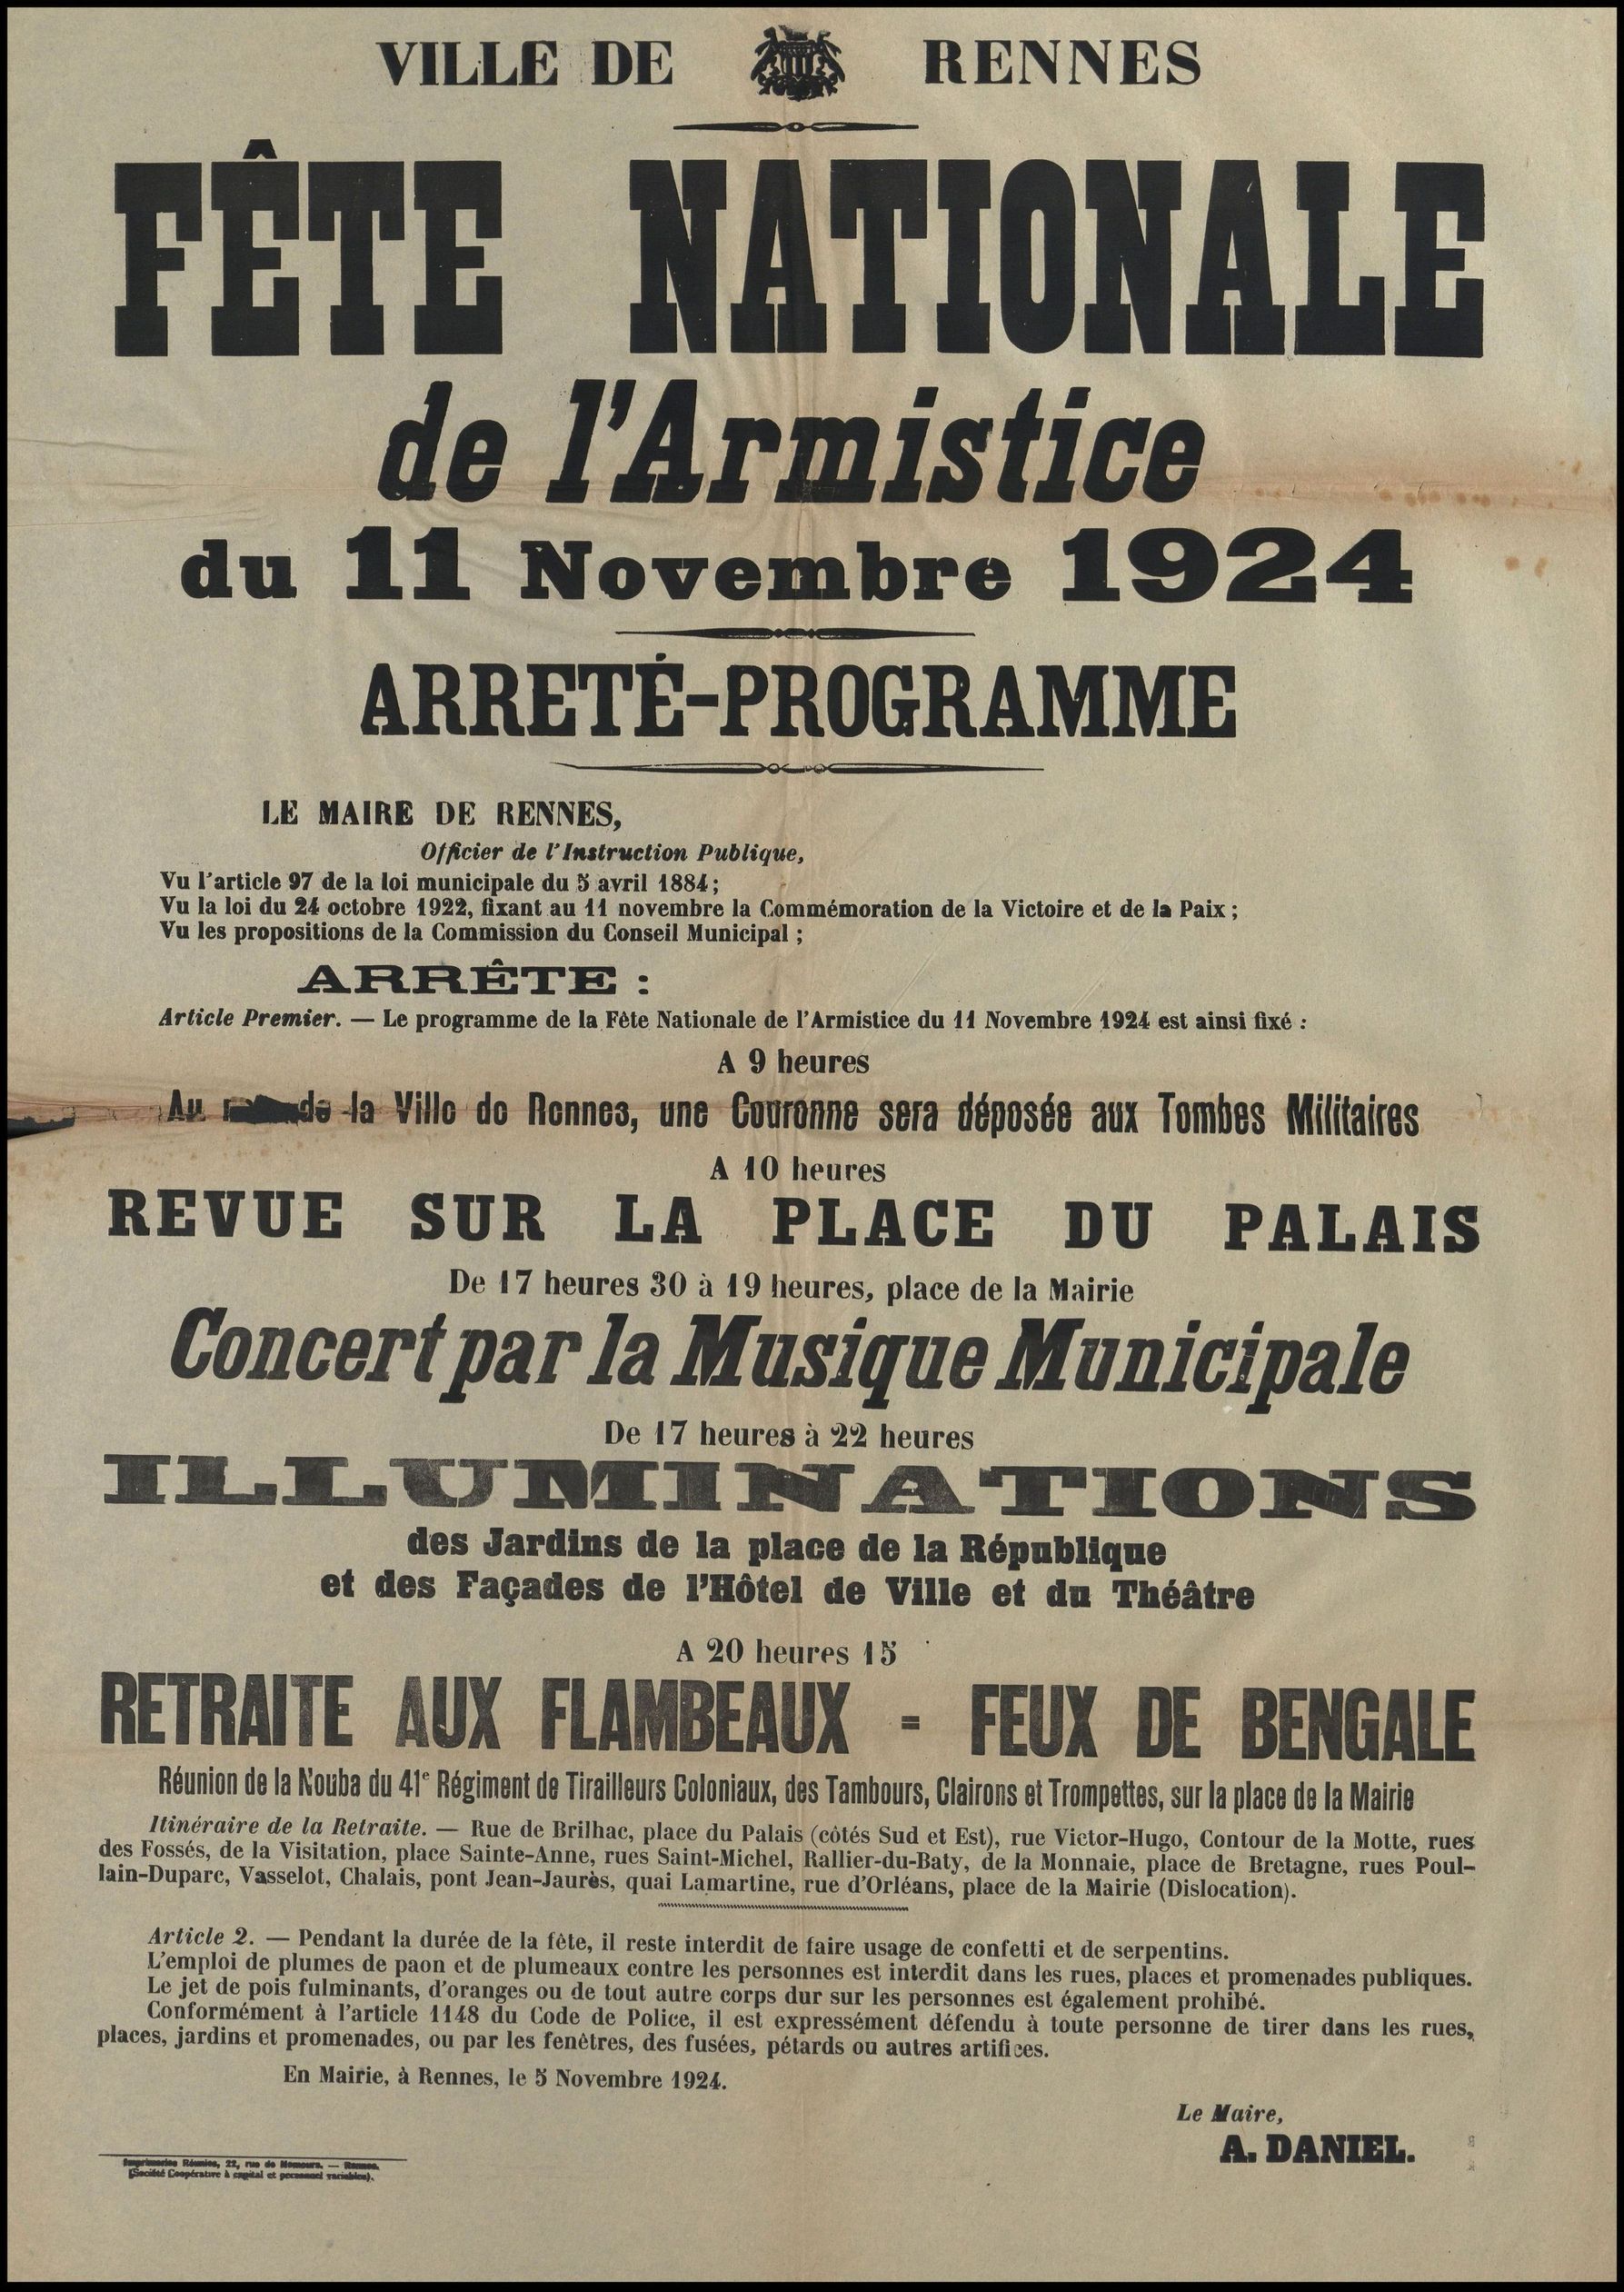 VILLE DE RENNES
FÊTE NATIONALE
de l'Armistice
du 11 Novembre 1924
ARRETÉ-PROGRAMME
LE MAIRE DE RENNES,
Officier de l'Instruction Publique,
Vu l'article 97 de la loi municipale du 5 avril 1884;
Vu la loi du 24 octobre 1922, fixant au 11 novembre la Commémoration de la Victoire et de la Paix;
Vu les propositions de la Commission du Conseil Municipal;
ARRÊTE:
Article Premier. — Le programme de la Fête Nationale de l'Armistice du 11 Novembre 1924 est ainsi fixé:
A 9 heures
Au de la Ville de Rennes, une Couronne sera déposée aux Tombes Militaires
A 10 heures
REVUE SUR LA PLACE DU PALAIS
De 17 heures 30 à 19 heures, place de la Mairie
Concert par la Musique Municipale
De 17 heures à 22 heures
ILLUMINATIONS
des Jardins de la place de la République
et des Façades de l'Hôtel de Ville et du Théâtre
A 20 heures 15
RETRAITE AUX FLAMBEAUX = FEUX DE BENGALE
Réunion de la Nouba du 41e Régiment de Tirailleurs Coloniaux, des Tambours, Clairons et Trompettes, sur la place de la Mairie
Itinéraire de la Retraite. — Rue de Brilhac, place du Palais (côtés Sud et Est), rue Victor-Hugo, Contour de la Motte, rues
des Fossés, de la Visitation, place Sainte-Anne, rues Saint-Michel, Rallier-du-Baty, de la Monnaie, place de Bretagne, rues Poul-
lain-Duparc, Vasselot, Chalais, pont Jean-Jaurès, quai Lamartine, rue d'Orléans, place de la Mairie (Dislocation).
Article 2. — Pendant la durée de la fête, il reste interdit de faire usage de confetti et de serpentins.
L'emploi de plumes de paon et de plumeaux contre les personnes est interdit dans les rues, places et promenades publiques.
Le jet de pois fulminants, d'oranges ou de tout autre corps dur sur les personnes est également prohibé.
Conformément à l'article 1148 du Code de Police, il est expressément défendu à toute personne de tirer dans les rues,
places, jardins et promenades, ou par les fenêtres, des fusées, pétards ou autres artifices.
En Mairie, à Rennes, le 5 Novembre 1924.
Le Maire,
A. DANIEL.
Imprimeries Réunies, 22, rue de Nemours. — Rennes.
(Société Coopérative à capital et personnel variables).